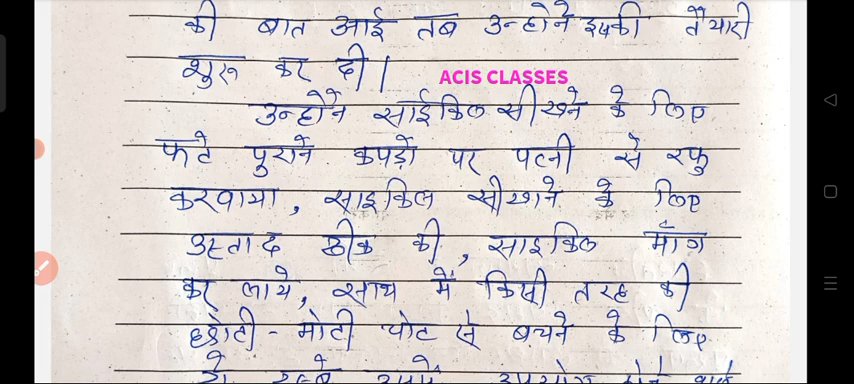 की बात आई तब उन्होने इसकी तैयारी
शुरू कर दी।
ACIS CLASSES
उन्होने साईकिल सीखने के लिए
फटे पुराने कपड़ों पर पत्नी से रफु
करवाया, साइकिल सीखाने के लिए
उस्ताद ठीक की, साइकिल माँग
कर लाये, साथ में किसी तरह की
छोटी-मोटी चोट से बचने के लिए